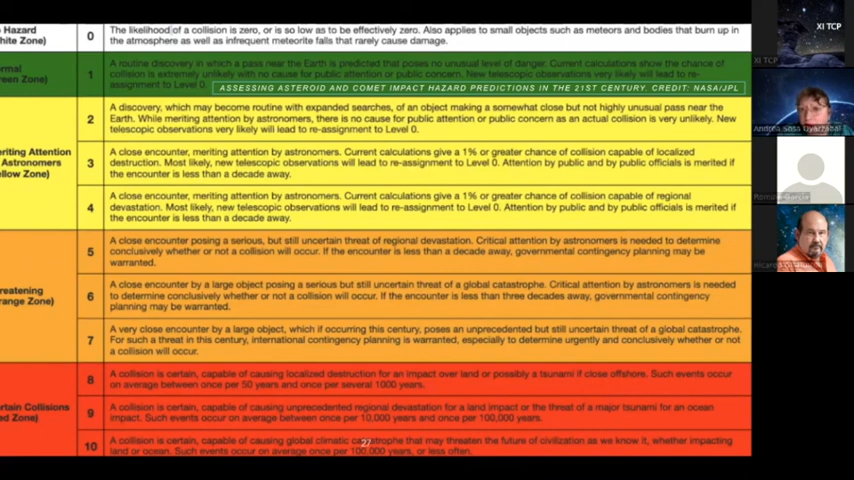 Hazard
hite Zone)
0
The likelihood of a collision is zero, or is so low as to be effectively zero. Also applies to small objects such as meteors and bodies that burn up in
the atmosphere as well as infrequent meteorite falls that rarely cause damage.
rmal
reen Zone)
1
A routine discovery in which a pass near the Earth is predicted that poses no unusual level of danger. Current calculations show the chance of
collision is extremely unlikely with no cause for public attention or public concern. New telescopic observations very likely will lead to re-
assignment to Level 0.
ASSESSING ASTEROID AND COMET IMPACT HAZARD PREDICTIONS IN THE 21ST CENTURY. CREDIT: NASA/JPL
eriting Attention
Astronomers
ellow Zone)
2
A discovery, which may become routine with expanded searches, of an object making a somewhat close but not highly unusual pass near the
Earth. While meriting attention by astronomers, there is no cause for public attention or public concern as an actual collision is very unlikely. New
telescopic observations very likely will lead to re-assignment to Level 0.
3
A close encounter, meriting attention by astronomers. Current calculations give a 1% or greater chance of collision capable of localized
destruction. Most likely, new telescopic observations will lead to re-assignment to Level 0. Attention by public and by public officials is merited if
the encounter is less than a decade away.
4
A close encounter, meriting attention by astronomers. Current calculations give a 1% or greater chance of collision capable of regional
devastation. Most likely, new telescopic observations will lead to re-assignment to Level 0. Attention by public and by public officials is merited if
the encounter is less than a decade away.
reatening
range Zone)
5
A close encounter posing a serious, but still uncertain threat of regional devastation. Critical attention by astronomers is needed to determine
conclusively whether or not a collision will occur. If the encounter is less than a decade away, governmental contingency planning may be
warranted.
6
A close encounter by a large object posing a serious but still uncertain threat of a global catastrophe. Critical attention by astronomers is needed
to determine conclusively whether or not a collision will occur. If the encounter is less than three decades away, governmental contingency
planning may be warranted.
7
A very close encounter by a large object, which if occurring this century, poses an unprecedented but still uncertain threat of a global catastrophe.
For such a threat in this century, international contingency planning is warranted, especially to determine urgently and conclusively whether or not
a collision will occur.
rtain Collisions
ed Zone)
8
A collision is certain, capable of causing localized destruction for an impact over land or possibly a tsunami if close offshore. Such events occur
on average between once per 50 years and once per several 1000 years.
9
A collision is certain, capable of causing unprecedented regional devastation for a land impact or the threat of a major tsunami for an ocean
impact. Such events occur on average between once per 10,000 years and once per 100,000 years.
10
A collision is certain, capable of causing global climatic catastrophe that may threaten the future of civilization as we know it, whether impacting
land or ocean. Such events occur on average once per 100,000 years, or less often.
27
XI TCP
XI TCP
Andrea Sosa Oyarzabal